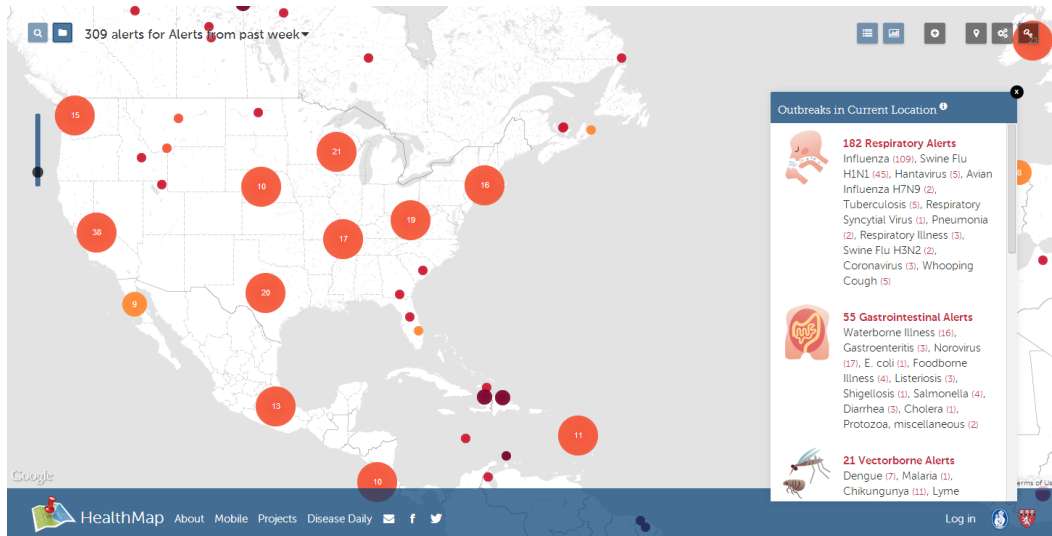 309 alerts for Alerts from past week
15
21
10
16
38
19
17
20
9
13
11
10
8
x
Outbreaks in Current Location
182 Respiratory Alerts
Influenza (109), Swine Flu
H1N1 (45), Hantavirus (5), Avian
Influenza H7N9 (2),
Tuberculosis (5), Respiratory
Syncytial Virus (1), Pneumonia
(2), Respiratory Illness (3),
Swine Flu H3N2 (2),
Coronavirus (3), Whooping
Cough (5)
55 Gastrointestinal Alerts
Waterborne Illness (16),
Gastroenteritis (3), Norovirus
(17), E. coli (1), Foodborne
Illness (4), Listeriosis (3),
Shigellosis (1), Salmonella (4),
Diarrhea (3), Cholera (1),
Protozoa, miscellaneous (2)
21 Vectorborne Alerts
Dengue (7), Malaria (1),
Chikungunya (11), Lyme
Google
erms of Us
HealthMap About Mobile Projects Disease Daily f Log in